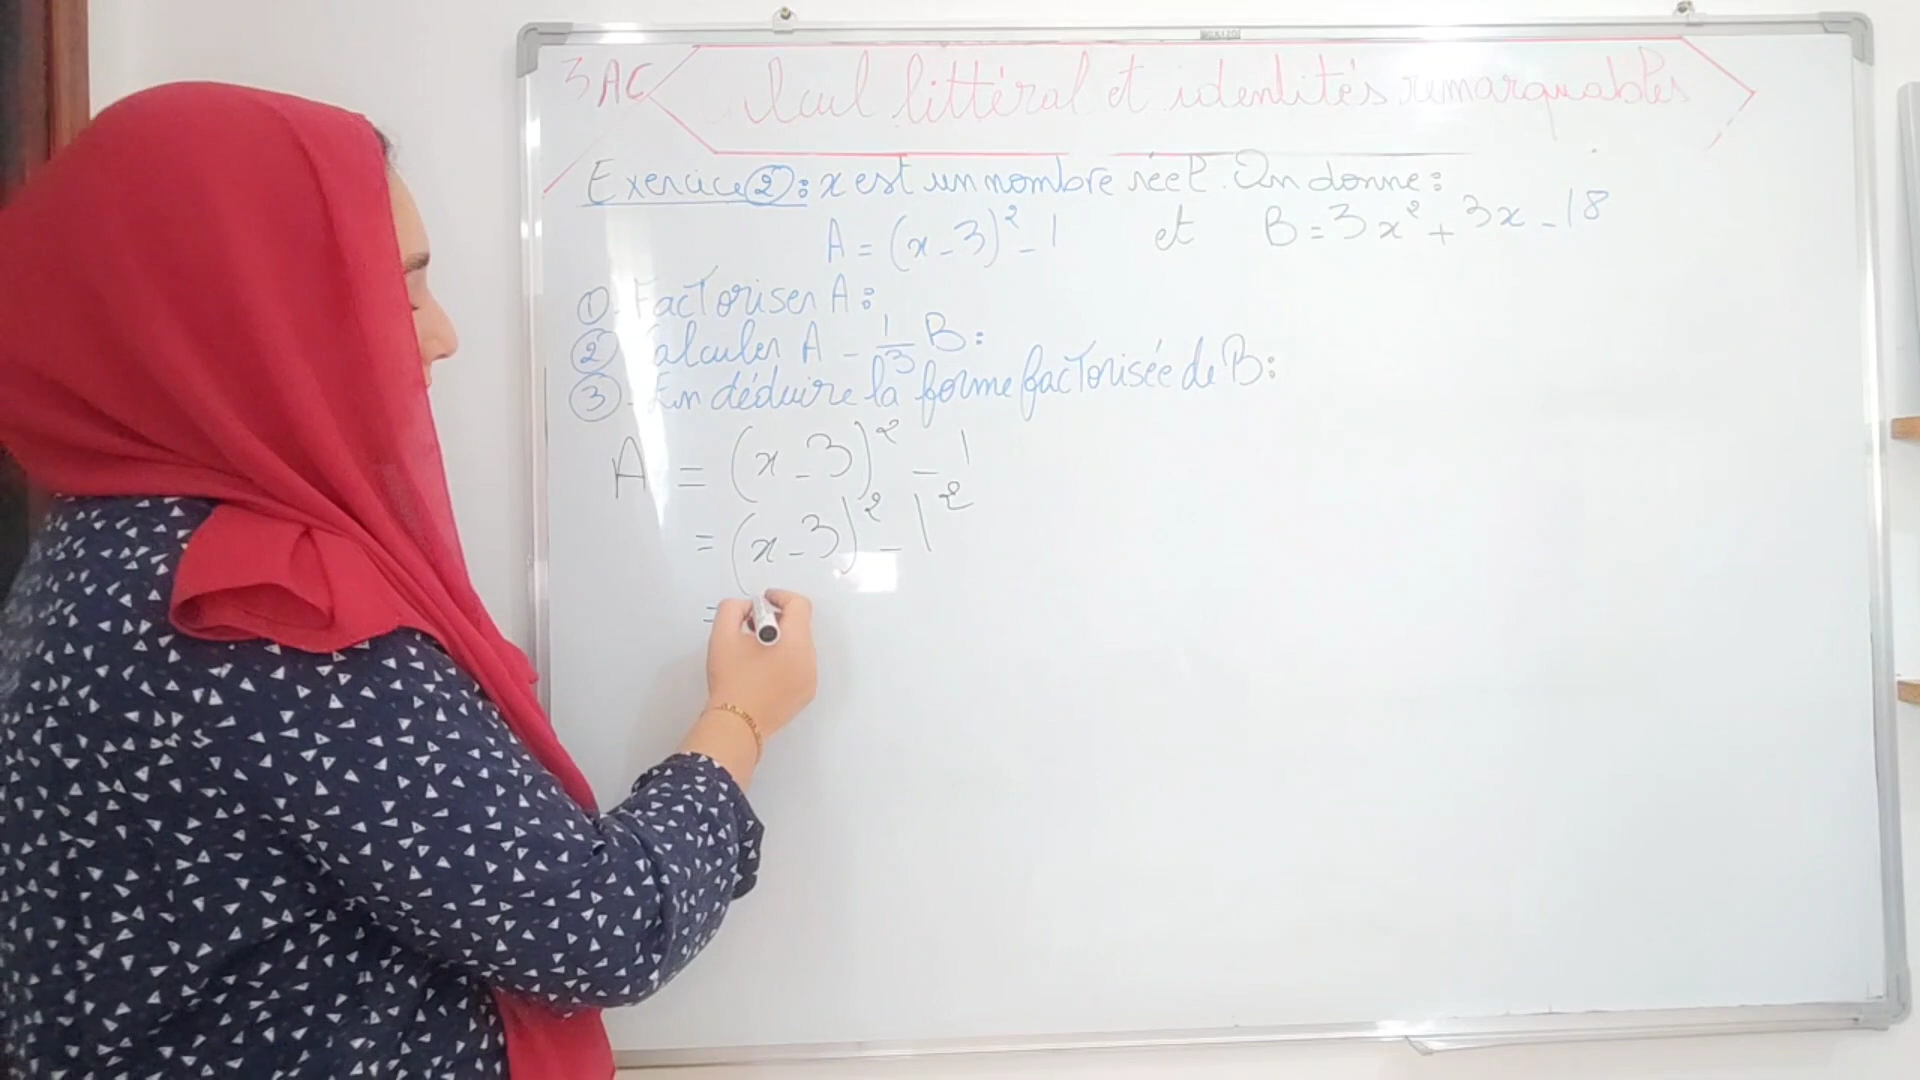 3AC lcul littéral et identités remarquables
Exercice ②: x est un nombre réel. On donne:
A = (x - 3)² - 1 et B = 3x² + 3x - 18
① - Factoriser A:
② alculer A - 1/3 B:
③ - En déduire la forme factorisée de B:
A = (x - 3)² - 1
= (x - 3)² - 1²
=